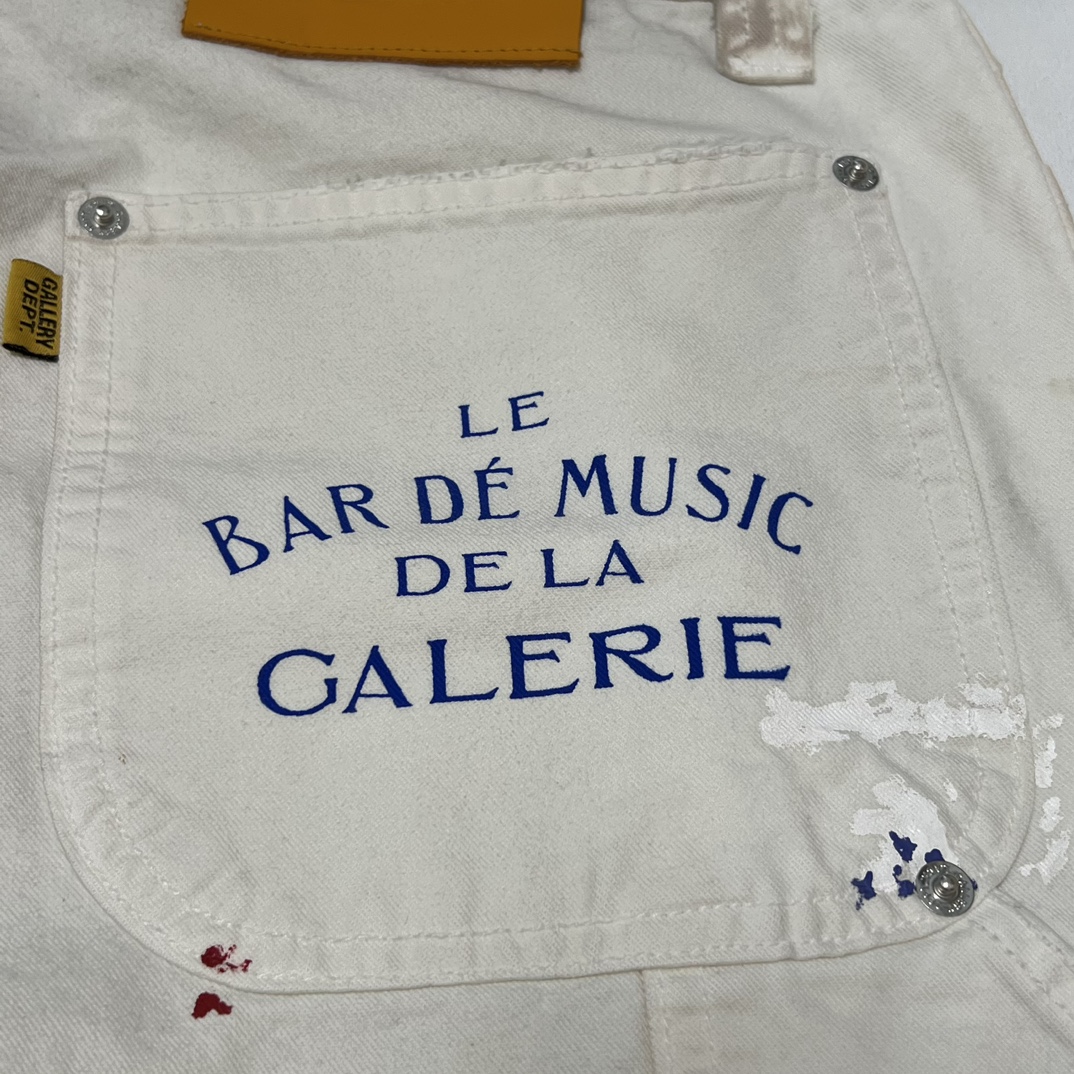 GALLERY
DEPT.
LE
BAR DÉ MUSIC
DE LA
GALERIE